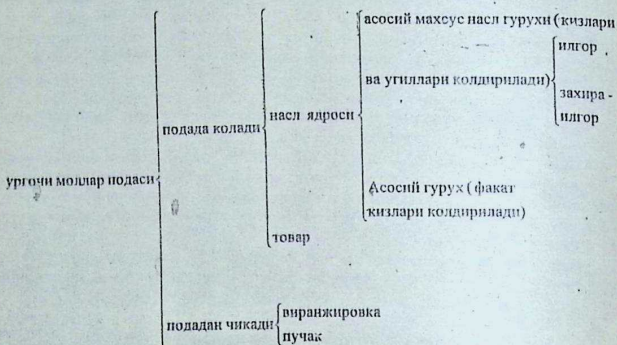 асосий махсус насл гурухи (кизлари
илгор
ва угиллари колдирилади)
захира -
илгор
насл ядроси
подада колади
ургочи моллар подаси
Асосий гурух ( факат
кизлари колдирилади)
товар
подадан чикади
виранжировка
пучак